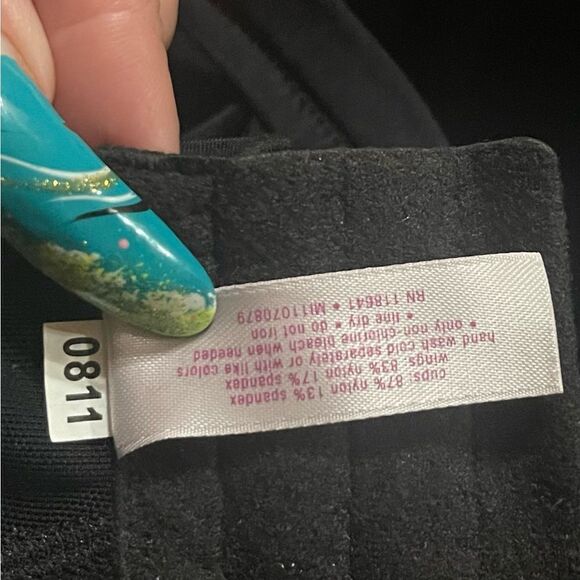 cups: 87% nylon 13% spandex
wings: 83% nylon 17% spandex
hand wash cold separately or with like colors
• only non-chlorine bleach when needed
• line dry • do not iron
RN 118641 • MI11070879
0811